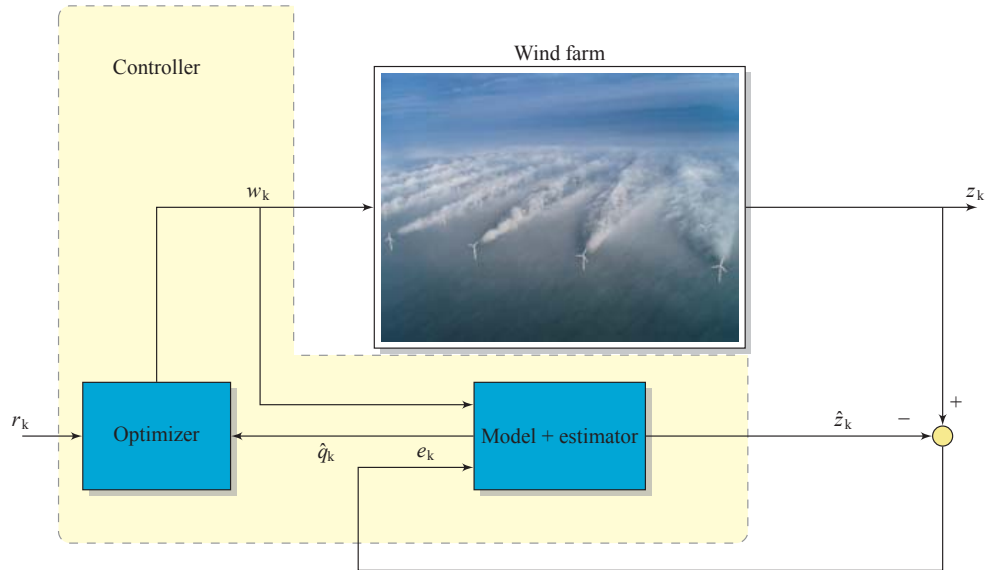 Wind farm
Controller
w_k
z_k
r_k
Optimizer
q̂_k
e_k
Model + estimator
ẑ_k
−
+